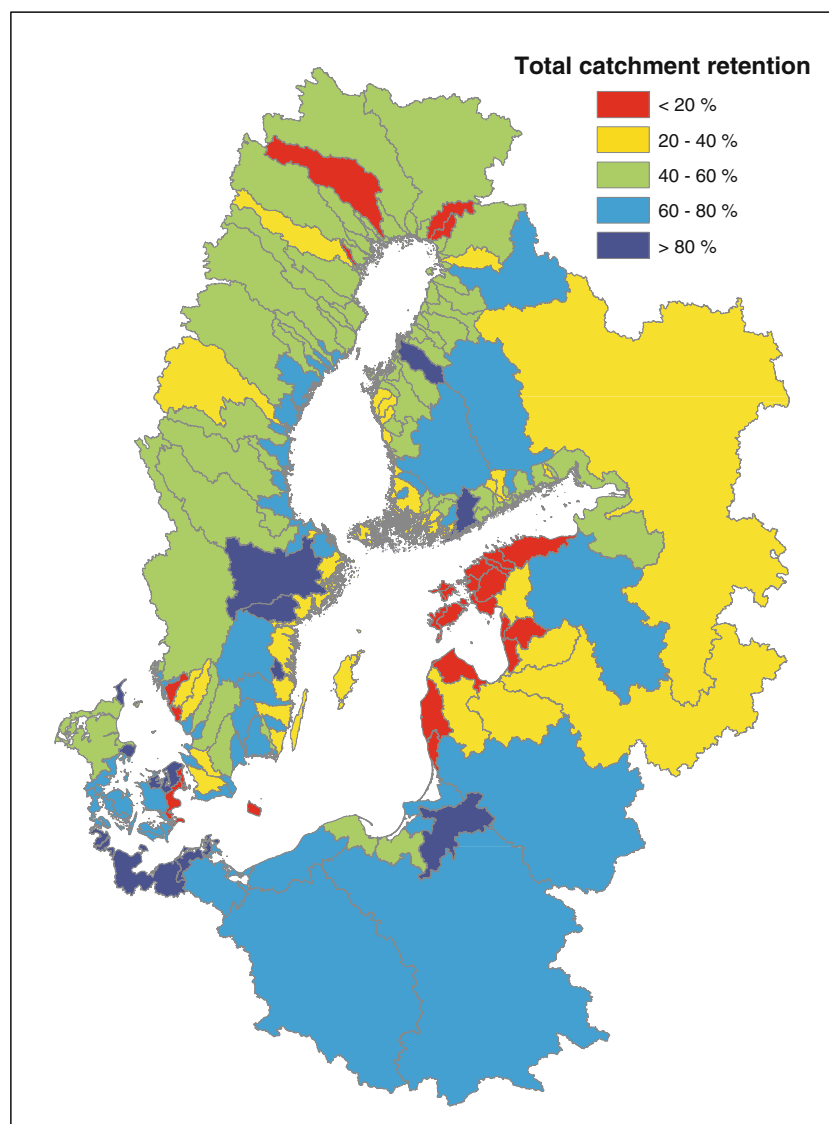 Total catchment retention
< 20 %
20 - 40 %
40 - 60 %
60 - 80 %
> 80 %